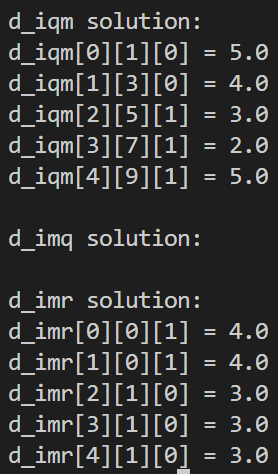 d_iqm solution:
d_iqm[0][1][0] = 5.0
d_iqm[1][3][0] = 4.0
d_iqm[2][5][1] = 3.0
d_iqm[3][7][1] = 2.0
d_iqm[4][9][1] = 5.0
d_imq solution:
d_imr solution:
d_imr[0][0][1] = 4.0
d_imr[1][0][1] = 4.0
d_imr[2][1][0] = 3.0
d_imr[3][1][0] = 3.0
d_imr[4][1][0] = 3.0